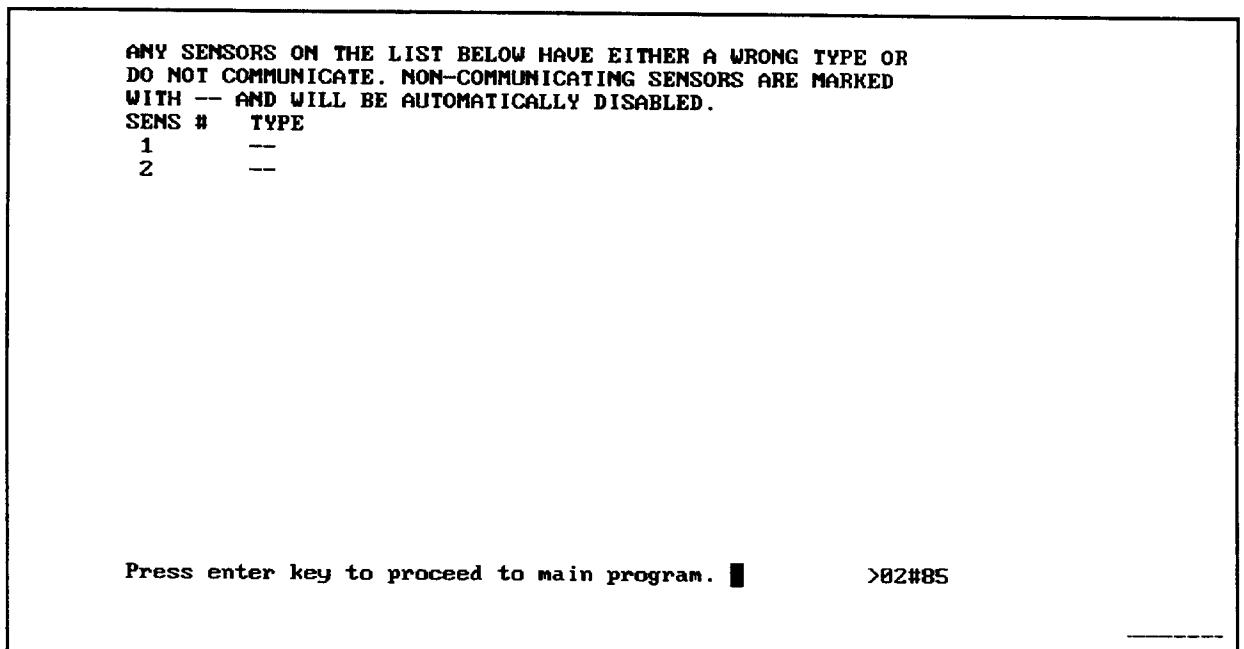 ANY SENSORS ON THE LIST BELOW HAVE EITHER A WRONG TYPE OR
DO NOT COMMUNICATE. NON-COMMUNICATING SENSORS ARE MARKED
WITH -- AND WILL BE AUTOMATICALLY DISABLED.
SENS # TYPE
1 --
2 --
Press enter key to proceed to main program. >02#85